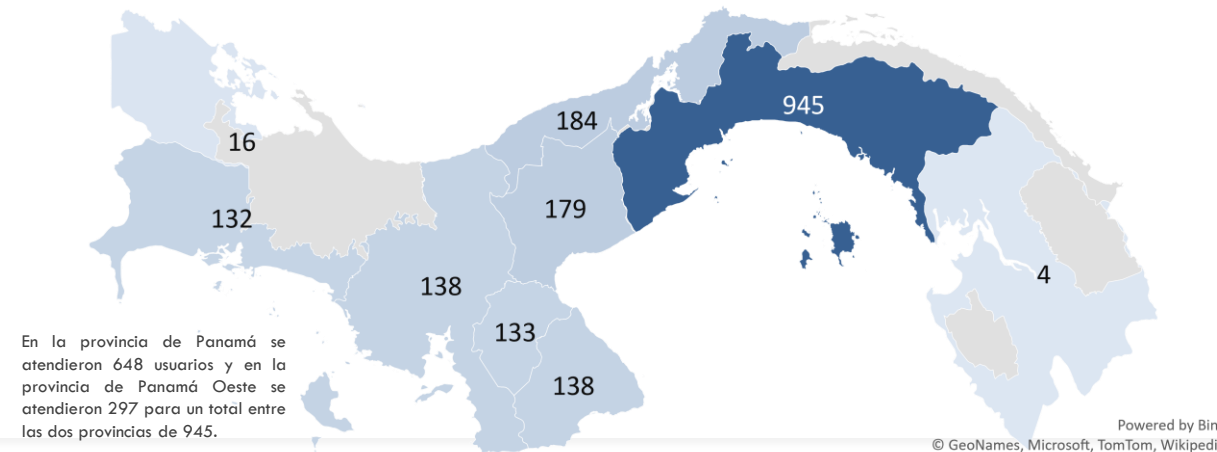 945
184
16
179
132
4
138
133
138
En la provincia de Panamá se
atendieron 648 usuarios y en la
provincia de Panamá Oeste se
atendieron 297 para un total entre
las dos provincias de 945.
Powered by Bin
© GeoNames, Microsoft, TomTom, Wikipedi